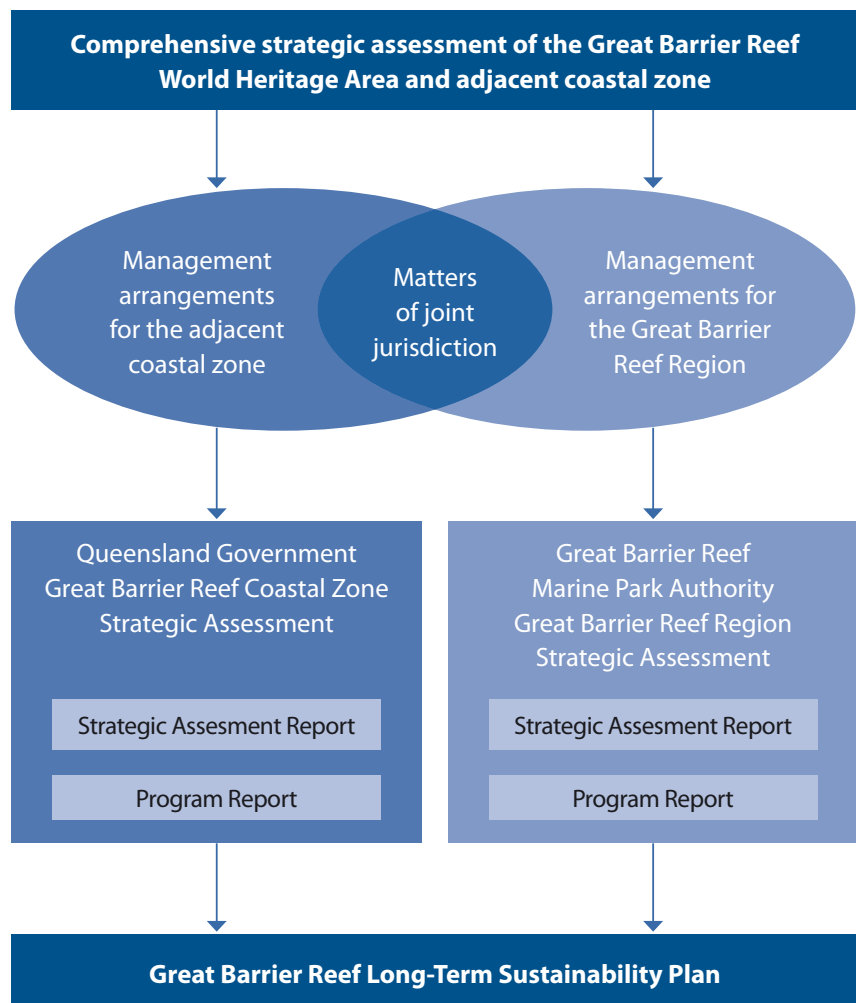 Comprehensive strategic assessment of the Great Barrier Reef
World Heritage Area and adjacent coastal zone
Management
arrangements
for the adjacent
coastal zone
Matters
of joint
jurisdiction
Management
arrangements for
the Great Barrier
Reef Region
Queensland Government
Great Barrier Reef Coastal Zone
Strategic Assessment
Strategic Assesment Report
Program Report
Great Barrier Reef
Marine Park Authority
Great Barrier Reef Region
Strategic Assessment
Strategic Assesment Report
Program Report
Great Barrier Reef Long-Term Sustainability Plan